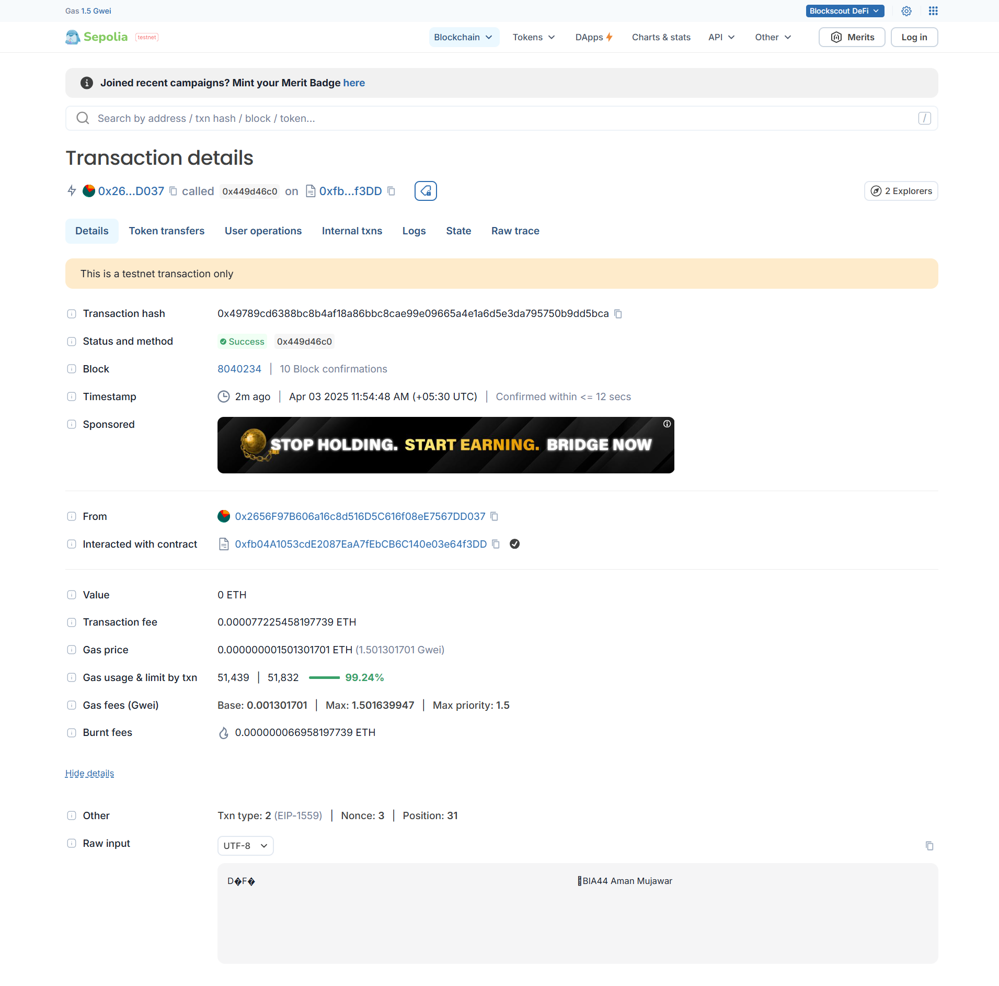 Gas 1.5 Gwei
Blockscout DeFi
Sepolia testnet
Blockchain Tokens DApps Charts & stats API Other Merits Log in
Joined recent campaigns? Mint your Merit Badge here
Search by address / txn hash / block / token... /
Transaction details
0x26...D037 called 0x449d46c0 on 0xfb...f3DD
2 Explorers
Details Token transfers User operations Internal txns Logs State Raw trace
This is a testnet transaction only
Transaction hash 0x49789cd6388bc8b4af18a86bbc8cae99e09665a4e1a6d5e3da795750b9dd5bca
Status and method Success 0x449d46c0
Block 8040234 | 10 Block confirmations
Timestamp 2m ago | Apr 03 2025 11:54:48 AM (+05:30 UTC) | Confirmed within <= 12 secs
Sponsored STOP HOLDING. START EARNING. BRIDGE NOW
From 0x2656F97B606a16c8d516D5C616f08eE7567DD037
Interacted with contract 0xfb04A1053cdE2087EaA7fEbCB6C140e03e64f3DD
Value 0 ETH
Transaction fee 0.000077225458197739 ETH
Gas price 0.000000001501301701 ETH (1.501301701 Gwei)
Gas usage & limit by txn 51,439 | 51,832 99.24%
Gas fees (Gwei) Base: 0.001301701 | Max: 1.501639947 | Max priority: 1.5
Burnt fees 0.000000066958197739 ETH
Hide details
Other Txn type: 2 (EIP-1559) | Nonce: 3 | Position: 31
Raw input UTF-8
D�F� BIA44 Aman Mujawar